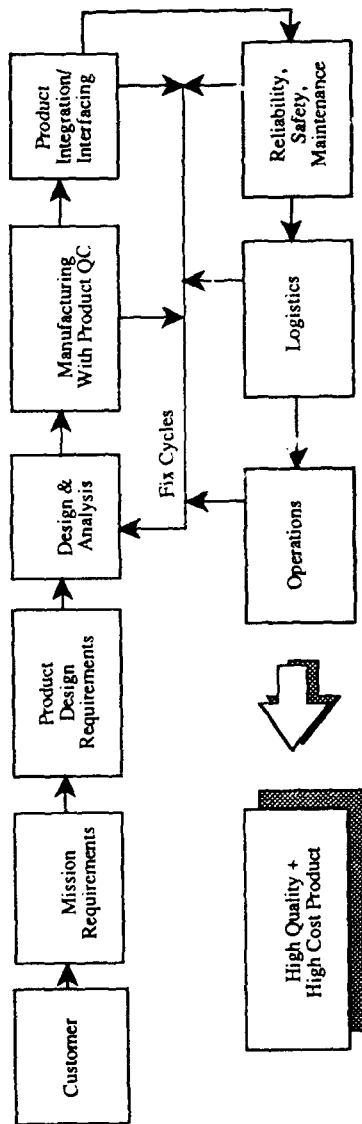 Customer
Mission
Requirements
Product
Design
Requirements
Design &
Analysis
Manufacturing
With Product QC
Product
Integration/
Interfacing
Fix Cycles
Reliability,
Safety,
Maintenance
Logistics
Operations
High Quality +
High Cost Product